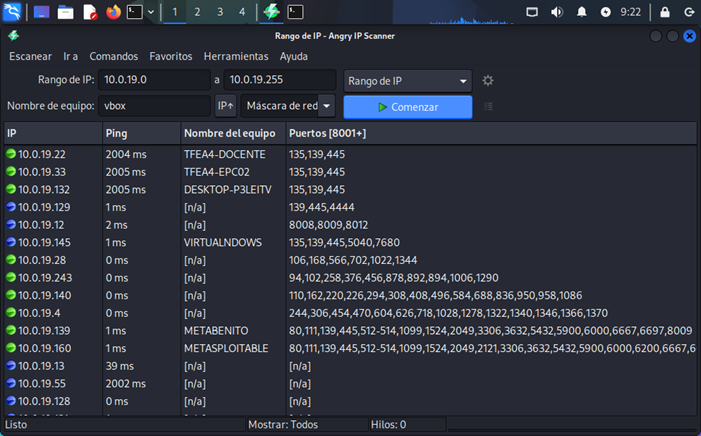 1 2 3 4 9:22
Rango de IP - Angry IP Scanner
Escanear Ir a Comandos Favoritos Herramientas Ayuda
Rango de IP: 10.0.19.0 a 10.0.19.255 Rango de IP
Nombre de equipo: vbox IP↑ Máscara de red Comenzar
IP Ping Nombre del equipo Puertos [8001+]
10.0.19.22 2004 ms TFEA4-DOCENTE 135,139,445
10.0.19.33 2005 ms TFEA4-EPC02 135,139,445
10.0.19.132 2005 ms DESKTOP-P3LEITV 135,139,445
10.0.19.129 1 ms [n/a] 139,445,4444
10.0.19.12 2 ms [n/a] 8008,8009,8012
10.0.19.145 1 ms VIRTUALNDOWS 135,139,445,5040,7680
10.0.19.28 0 ms [n/a] 106,168,566,702,1022,1344
10.0.19.243 0 ms [n/a] 94,102,258,376,456,878,892,894,1006,1290
10.0.19.140 0 ms [n/a] 110,162,220,226,294,308,408,496,584,688,836,950,958,1086
10.0.19.4 0 ms [n/a] 244,306,454,470,604,626,718,1028,1278,1322,1340,1346,1366,1370
10.0.19.139 1 ms METABENITO 80,111,139,445,512-514,1099,1524,2049,3306,3632,5432,5900,6000,6667,6697,8009
10.0.19.160 1 ms METASPLOITABLE 80,111,139,445,512-514,1099,1524,2049,2121,3306,3632,5432,5900,6000,6200,6667,6
10.0.19.13 39 ms [n/a] [n/a]
10.0.19.55 2002 ms [n/a] [n/a]
10.0.19.128 0 ms [n/a] [n/a]
Listo Mostrar: Todos Hilos: 0